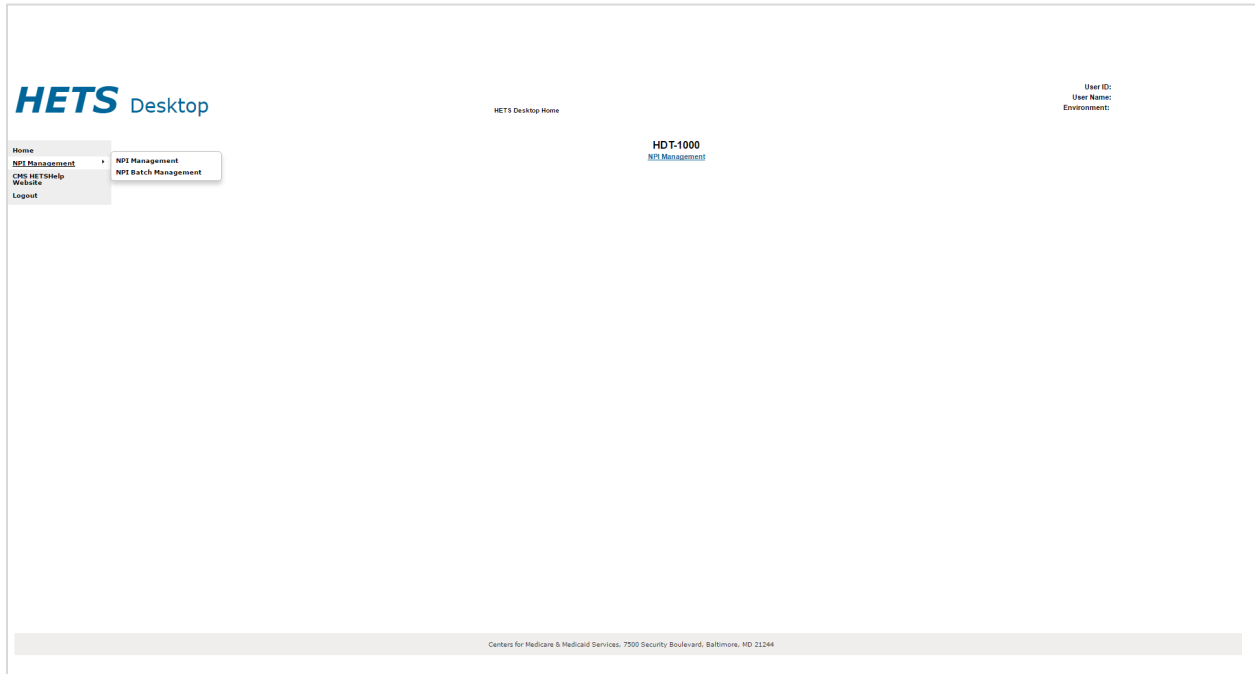 HETS Desktop
HETS Desktop Home
User ID:
User Name:
Environment:
Home
NPI Management
CMS HETSHelp
Website
Logout
NPI Management
NPI Batch Management
HDT-1000
NPI Management
Centers for Medicare & Medicaid Services, 7500 Security Boulevard, Baltimore, MD 21244